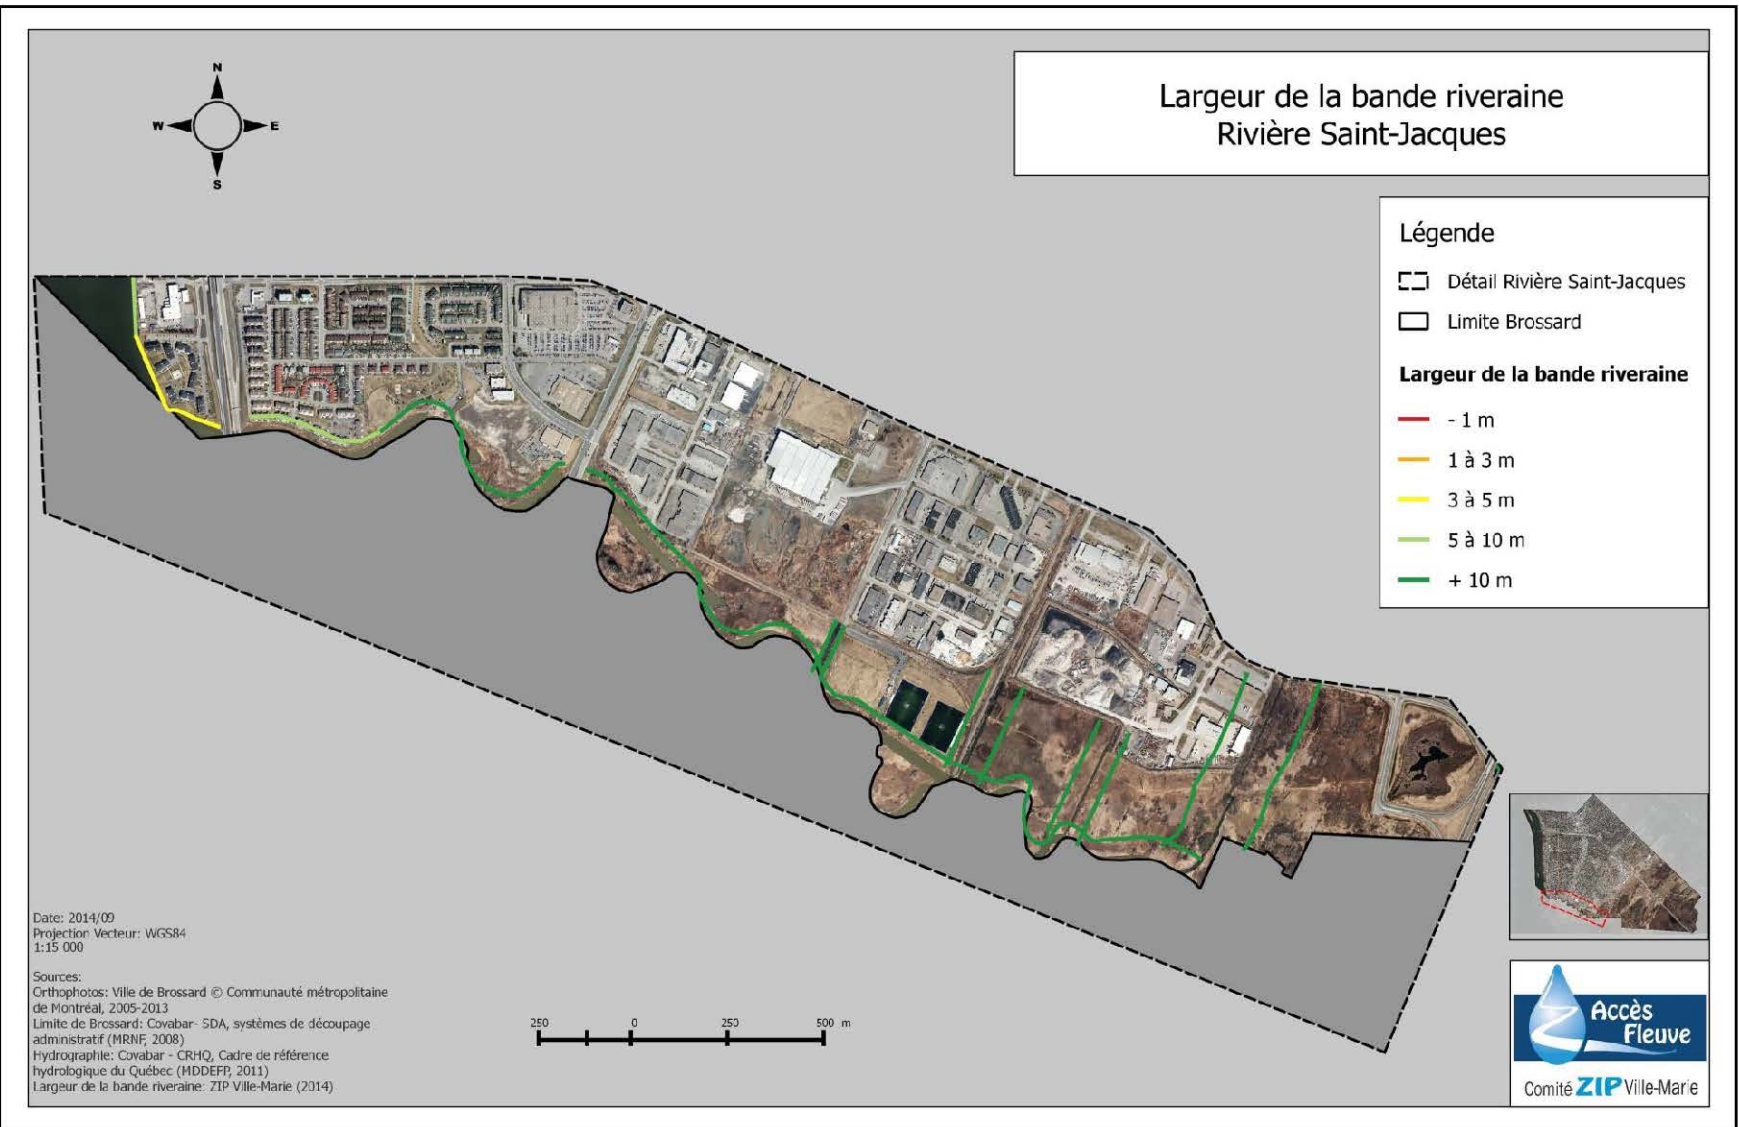 N
W E
S
Largeur de la bande riveraine
Rivière Saint-Jacques
Légende
Détail Rivière Saint-Jacques
Limite Brossard
Largeur de la bande riveraine
- 1 m
1 à 3 m
3 à 5 m
5 à 10 m
+ 10 m
Date: 2014/09
Projection Vecteur: WGS84
1:15 000
Sources:
Orthophotos: Ville de Brossard © Communauté métropolitaine
de Montréal, 2005-2013
Limite de Brossard: Covabar- SDA, systèmes de découpage
administratif (MRNF, 2008)
Hydrographie: Covabar - CRHQ, Cadre de référence
hydrologique du Québec (MDDEFP, 2011)
Largeur de la bande riveraine: ZIP Ville-Marie (2014)
250 0 250 500 m
Accès
Fleuve
Comité ZIP Ville-Marie